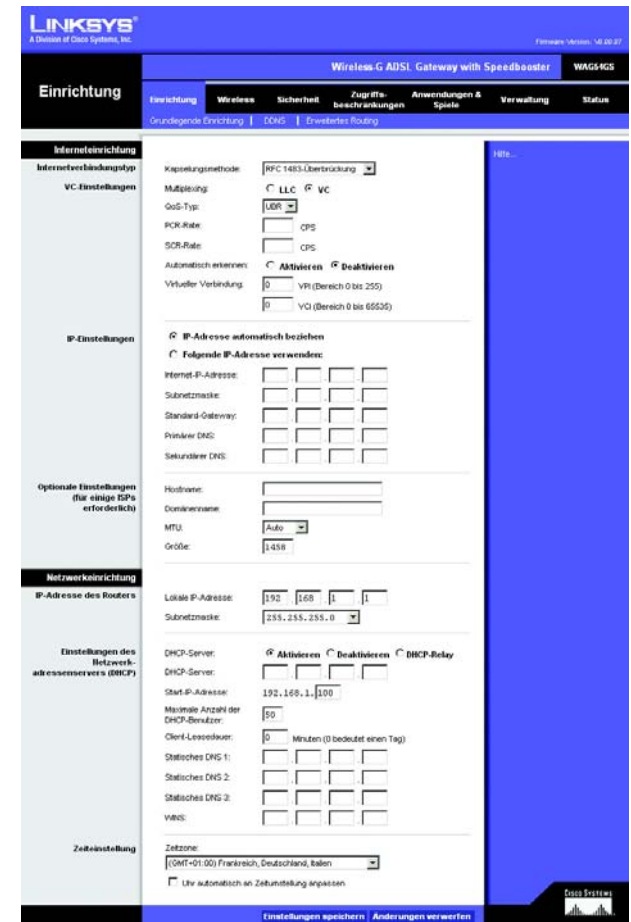 LINKSYS®
A Division of Cisco Systems, Inc.
Firmware Version: V1.00.07
Wireless-G ADSL Gateway with Speedbooster WAG54GS
Einrichtung
Einrichtung Wireless Sicherheit Zugriffs-beschränkungen Anwendungen & Spiele Verwaltung Status
Grundlegende Einrichtung | DDNS | Erweitertes Routing
Interneteinrichtung
Hilfe...
Internetverbindungstyp Kapselungsmethode: RFC 1483-Überbrückung
VC-Einstellungen Multiplexing: LLC VC
QoS-Typ: UBR
PCR-Rate: CPS
SCR-Rate: CPS
Automatisch erkennen: Aktivieren Deaktivieren
Virtueller Verbindung: 0 VPI (Bereich 0 bis 255)
0 VCI (Bereich 0 bis 65535)
IP-Einstellungen IP-Adresse automatisch beziehen
Folgende IP-Adresse verwenden:
Internet-IP-Adresse:
Subnetzmaske:
Standard-Gateway:
Primärer DNS:
Sekundärer DNS:
Optionale Einstellungen (für einige ISPs erforderlich)
Hostname:
Domänenname:
MTU: Auto
Größe: 1458
Netzwerkeinrichtung
IP-Adresse des Routers Lokale IP-Adresse: 192 . 168 . 1 . 1
Subnetzmaske: 255.255.255.0
Einstellungen des Netzwerk-adressenservers (DHCP)
DHCP-Server: Aktivieren Deaktivieren DHCP-Relay
DHCP-Server:
Start-IP-Adresse: 192.168.1. 100
Maximale Anzahl der DHCP-Benutzer: 50
Client-Leasedauer: 0 Minuten (0 bedeutet einen Tag)
Statisches DNS 1:
Statisches DNS 2:
Statisches DNS 3:
WINS:
Zeiteinstellung Zeitzone:
(GMT+01:00) Frankreich, Deutschland, Italien
Uhr automatisch an Zeitumstellung anpassen
Einstellungen speichern Änderungen verwerfen
CISCO SYSTEMS